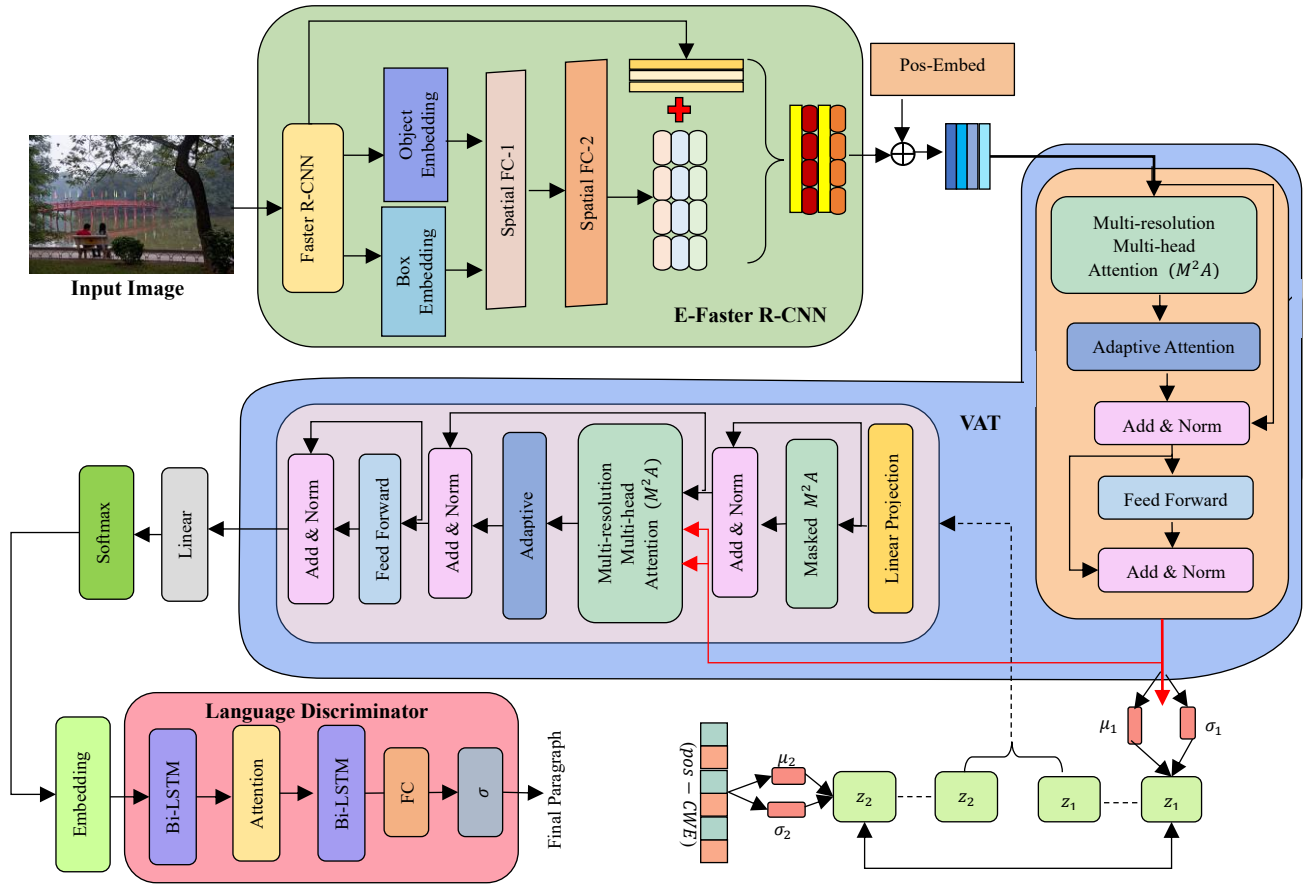 Input Image
Faster R-CNN
Object
Embedding
Box
Embedding
Spatial FC-1
Spatial FC-2
E-Faster R-CNN
Pos-Embed
Multi-resolution
Multi-head
Attention (M²A)
Adaptive Attention
Add & Norm
Feed Forward
Add & Norm
VAT
Linear Projection
Masked M²A
Add & Norm
Multi-resolution
Multi-head
Attention (M²A)
Adaptive
Add & Norm
Feed Forward
Add & Norm
Linear
Softmax
Embedding
Language Discriminator
Bi-LSTM
Attention
Bi-LSTM
FC
σ
Final Paragraph
(pos − CWE)
μ₂
σ₂
z₂
z₂
z₁
z₁
μ₁
σ₁